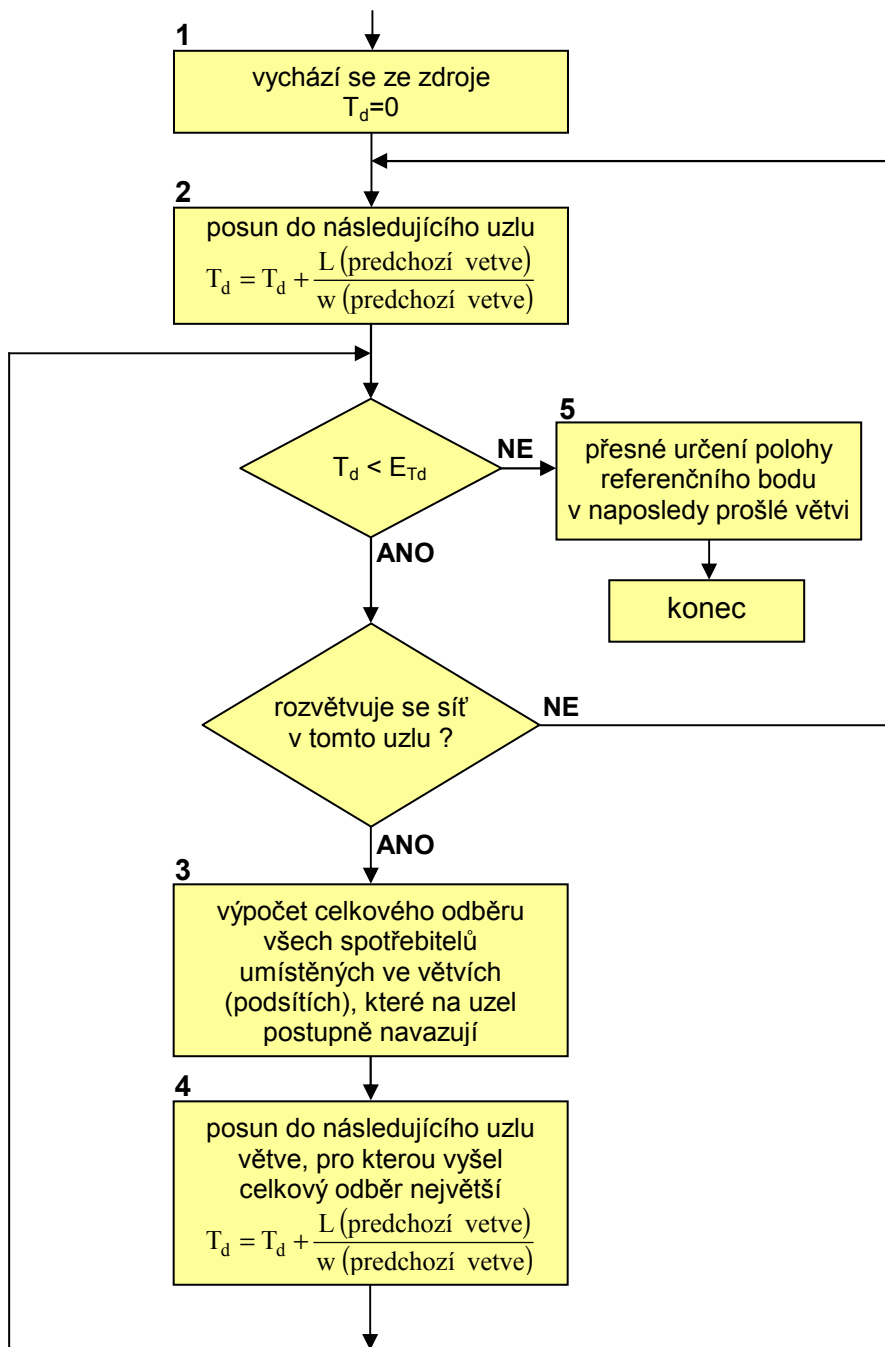 1
vychází se ze zdroje
T_d=0
2
posun do následujícího uzlu
T_d = T_d + L (predchozí vetve) / w (predchozí vetve)
T_d < E_Td
NE
5
přesné určení polohy
referenčního bodu
v naposledy prošlé větvi
ANO
konec
rozvětvuje se síť
v tomto uzlu ?
NE
ANO
3
výpočet celkového odběru
všech spotřebitelů
umístěných ve větvích
(podsítích), které na uzel
postupně navazují
4
posun do následujícího uzlu
větve, pro kterou vyšel
celkový odběr největší
T_d = T_d + L (predchozí vetve) / w (predchozí vetve)